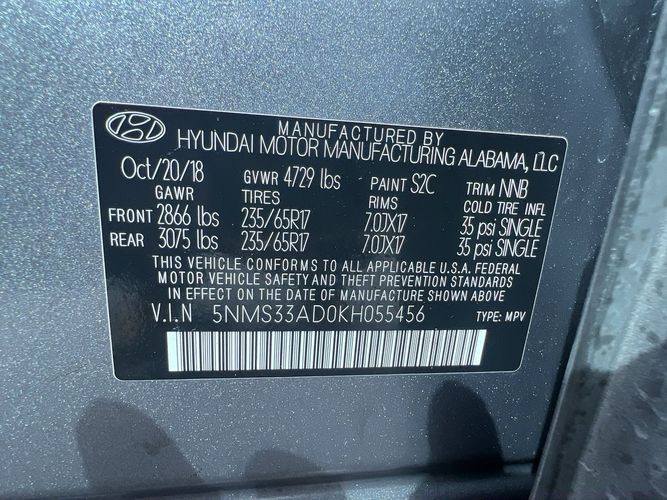 MANUFACTURED BY
HYUNDAI MOTOR MANUFACTURING ALABAMA, LLC
Oct/20/18 GVWR 4729 lbs PAINT S2C TRIM NNB
GAWR TIRES RIMS COLD TIRE INFL
FRONT 2866 lbs 235/65R17 7.0JX17 35 psi SINGLE
REAR 3075 lbs 235/65R17 7.0JX17 35 psi SINGLE
THIS VEHICLE CONFORMS TO ALL APPLICABLE U.S.A. FEDERAL
MOTOR VEHICLE SAFETY AND THEFT PREVENTION STANDARDS
IN EFFECT ON THE DATE OF MANUFACTURE SHOWN ABOVE
V.I.N 5NMS33AD0KH055456 TYPE: MPV